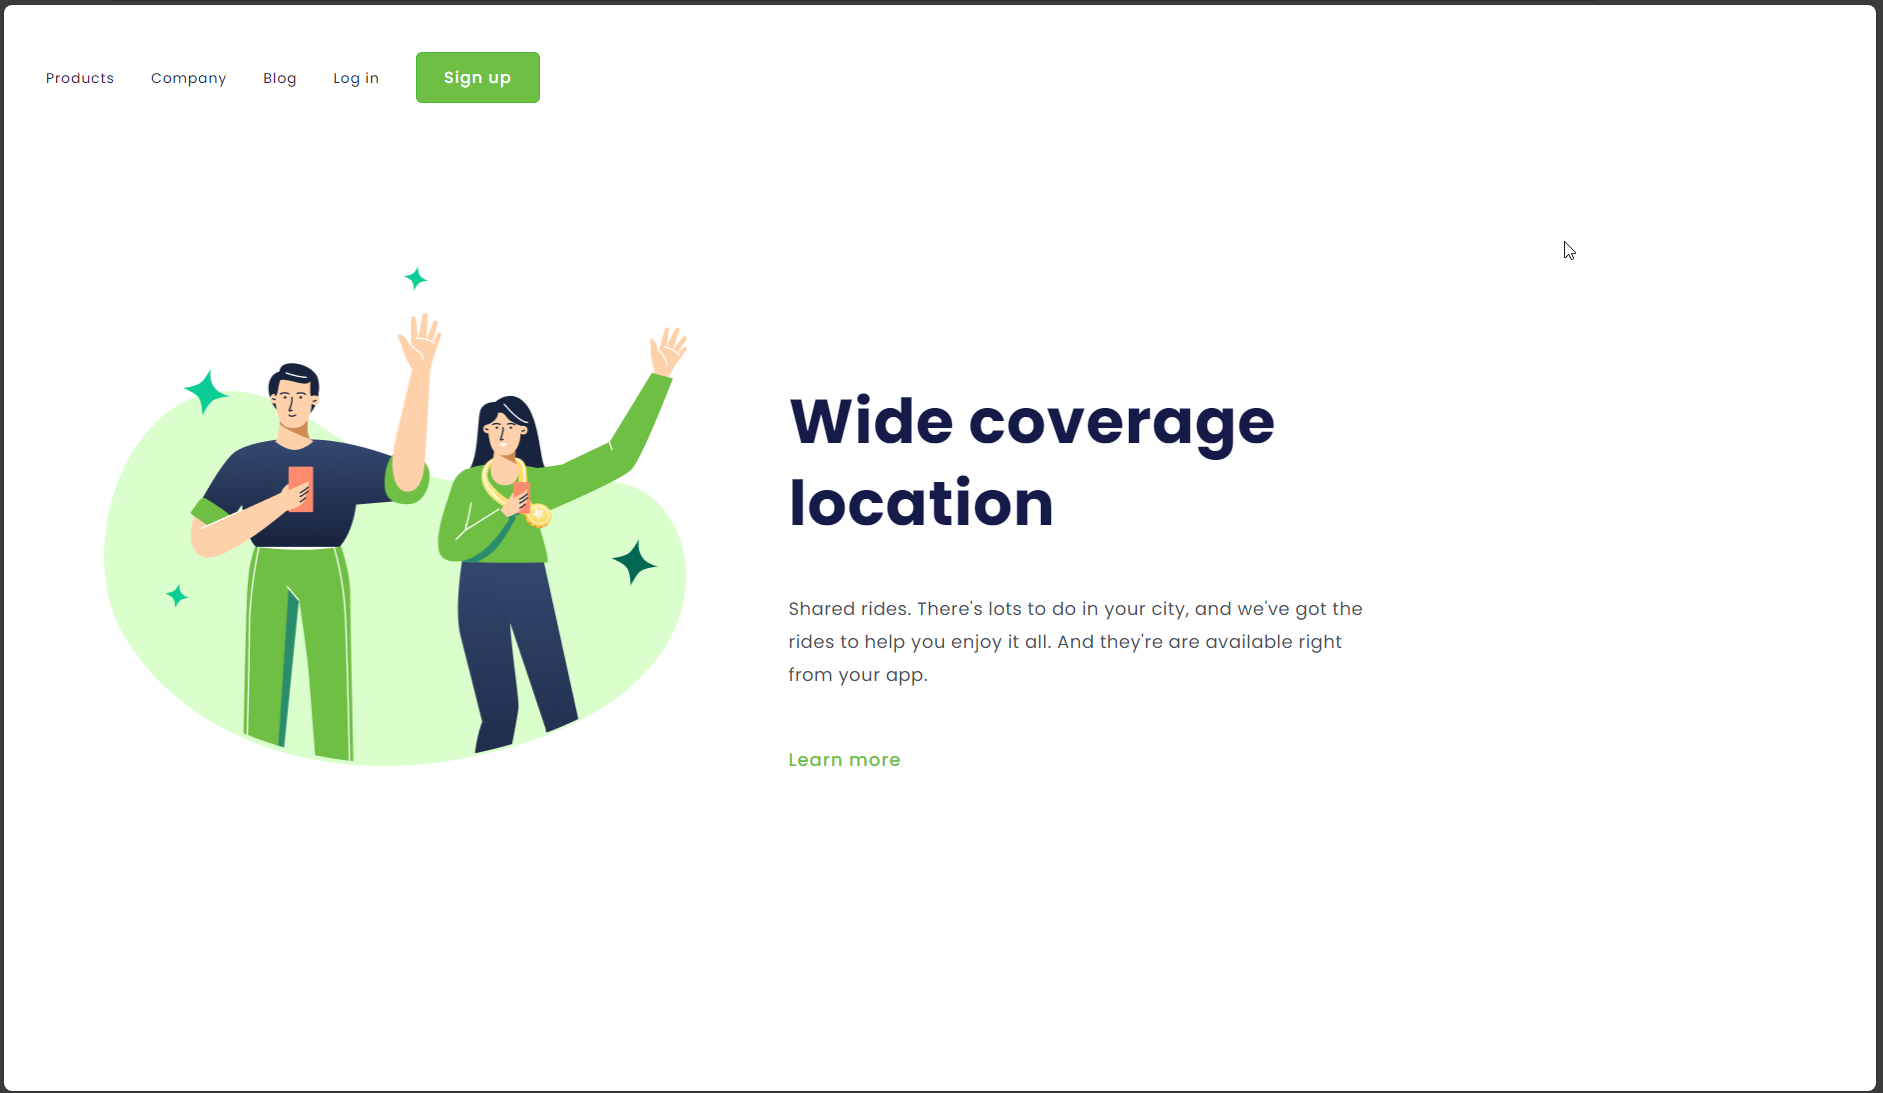 Products Company Blog Log in Sign up
Wide coverage
location
Shared rides. There's lots to do in your city, and we've got the
rides to help you enjoy it all. And they're are available right
from your app.
Learn more